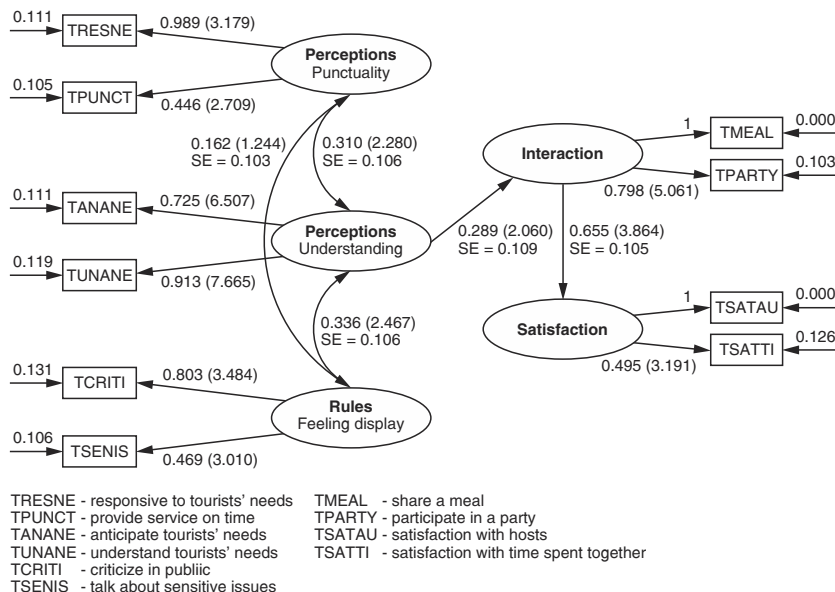 0.111
TRESNE
0.989 (3.179)
Perceptions
Punctuality
0.105
TPUNCT
0.446 (2.709)
0.162 (1.244)
SE = 0.103
0.310 (2.280)
SE = 0.106
0.111
TANANE
0.725 (6.507)
Perceptions
Understanding
0.119
TUNANE
0.913 (7.665)
0.336 (2.467)
SE = 0.106
0.131
TCRITI
0.803 (3.484)
Rules
Feeling display
0.106
TSENIS
0.469 (3.010)
Interaction
1
TMEAL
0.000
TPARTY
0.103
0.798 (5.061)
0.289 (2.060)
SE = 0.109
0.655 (3.864)
SE = 0.105
Satisfaction
1
TSATAU
0.000
TSATTI
0.126
0.495 (3.191)
TRESNE - responsive to tourists' needs
TPUNCT - provide service on time
TANANE - anticipate tourists' needs
TUNANE - understand tourists' needs
TCRITI - criticize in publiic
TSENIS - talk about sensitive issues
TMEAL - share a meal
TPARTY - participate in a party
TSATAU - satisfaction with hosts
TSATTI - satisfaction with time spent together